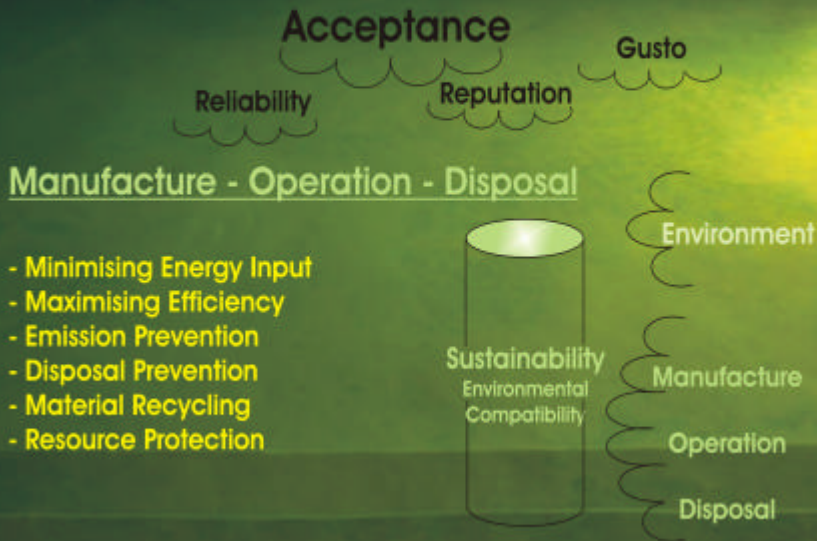 Acceptance
Gusto
Reliability
Reputation
Manufacture - Operation - Disposal
Environment
- Minimising Energy Input
- Maximising Efficiency
- Emission Prevention
- Disposal Prevention
- Material Recycling
- Resource Protection
Sustainability
Environmental
Compatibility
Manufacture
Operation
Disposal